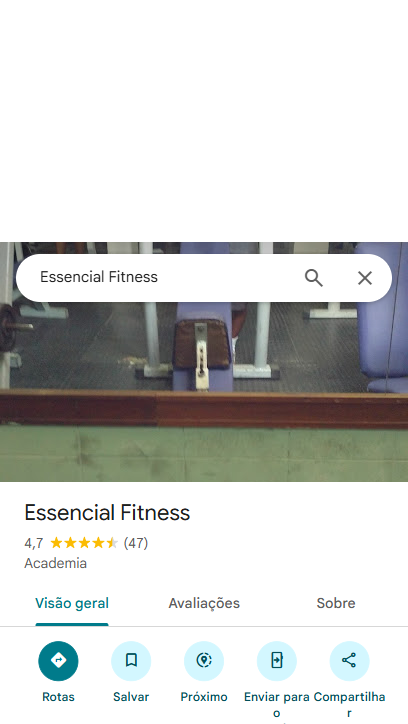 Essencial Fitness
Essencial Fitness
4,7 (47)
Academia
Visão geral Avaliações Sobre
Rotas Salvar Próximo Enviar para o Compartilhar